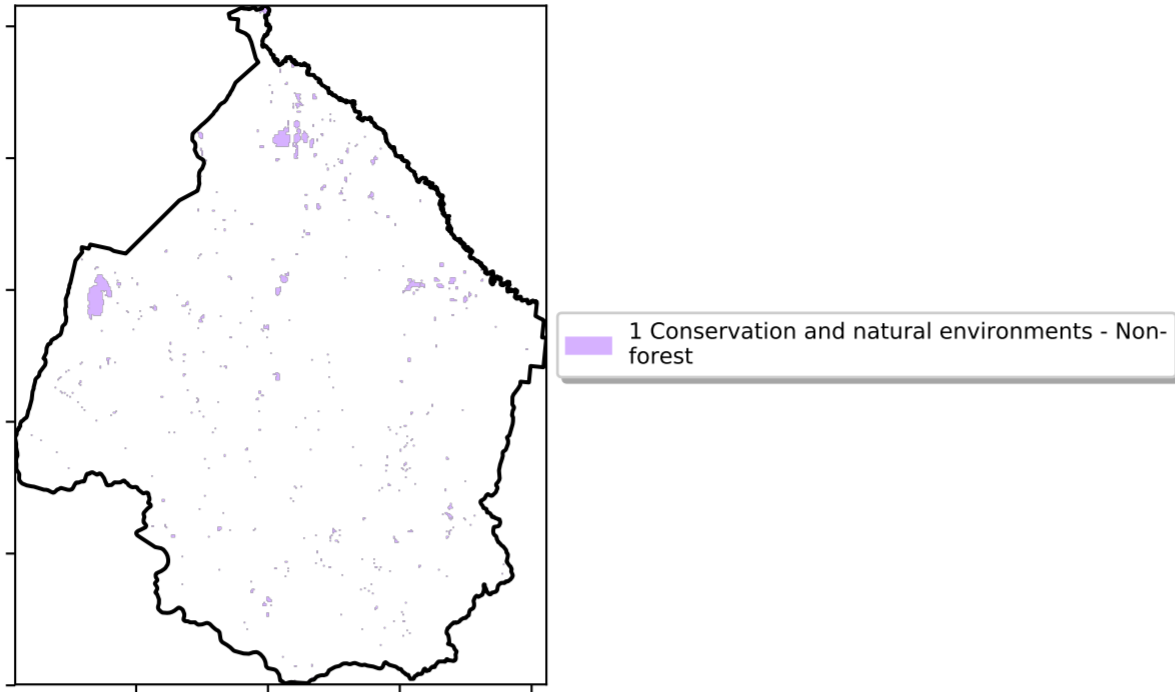 1 Conservation and natural environments - Non-
forest